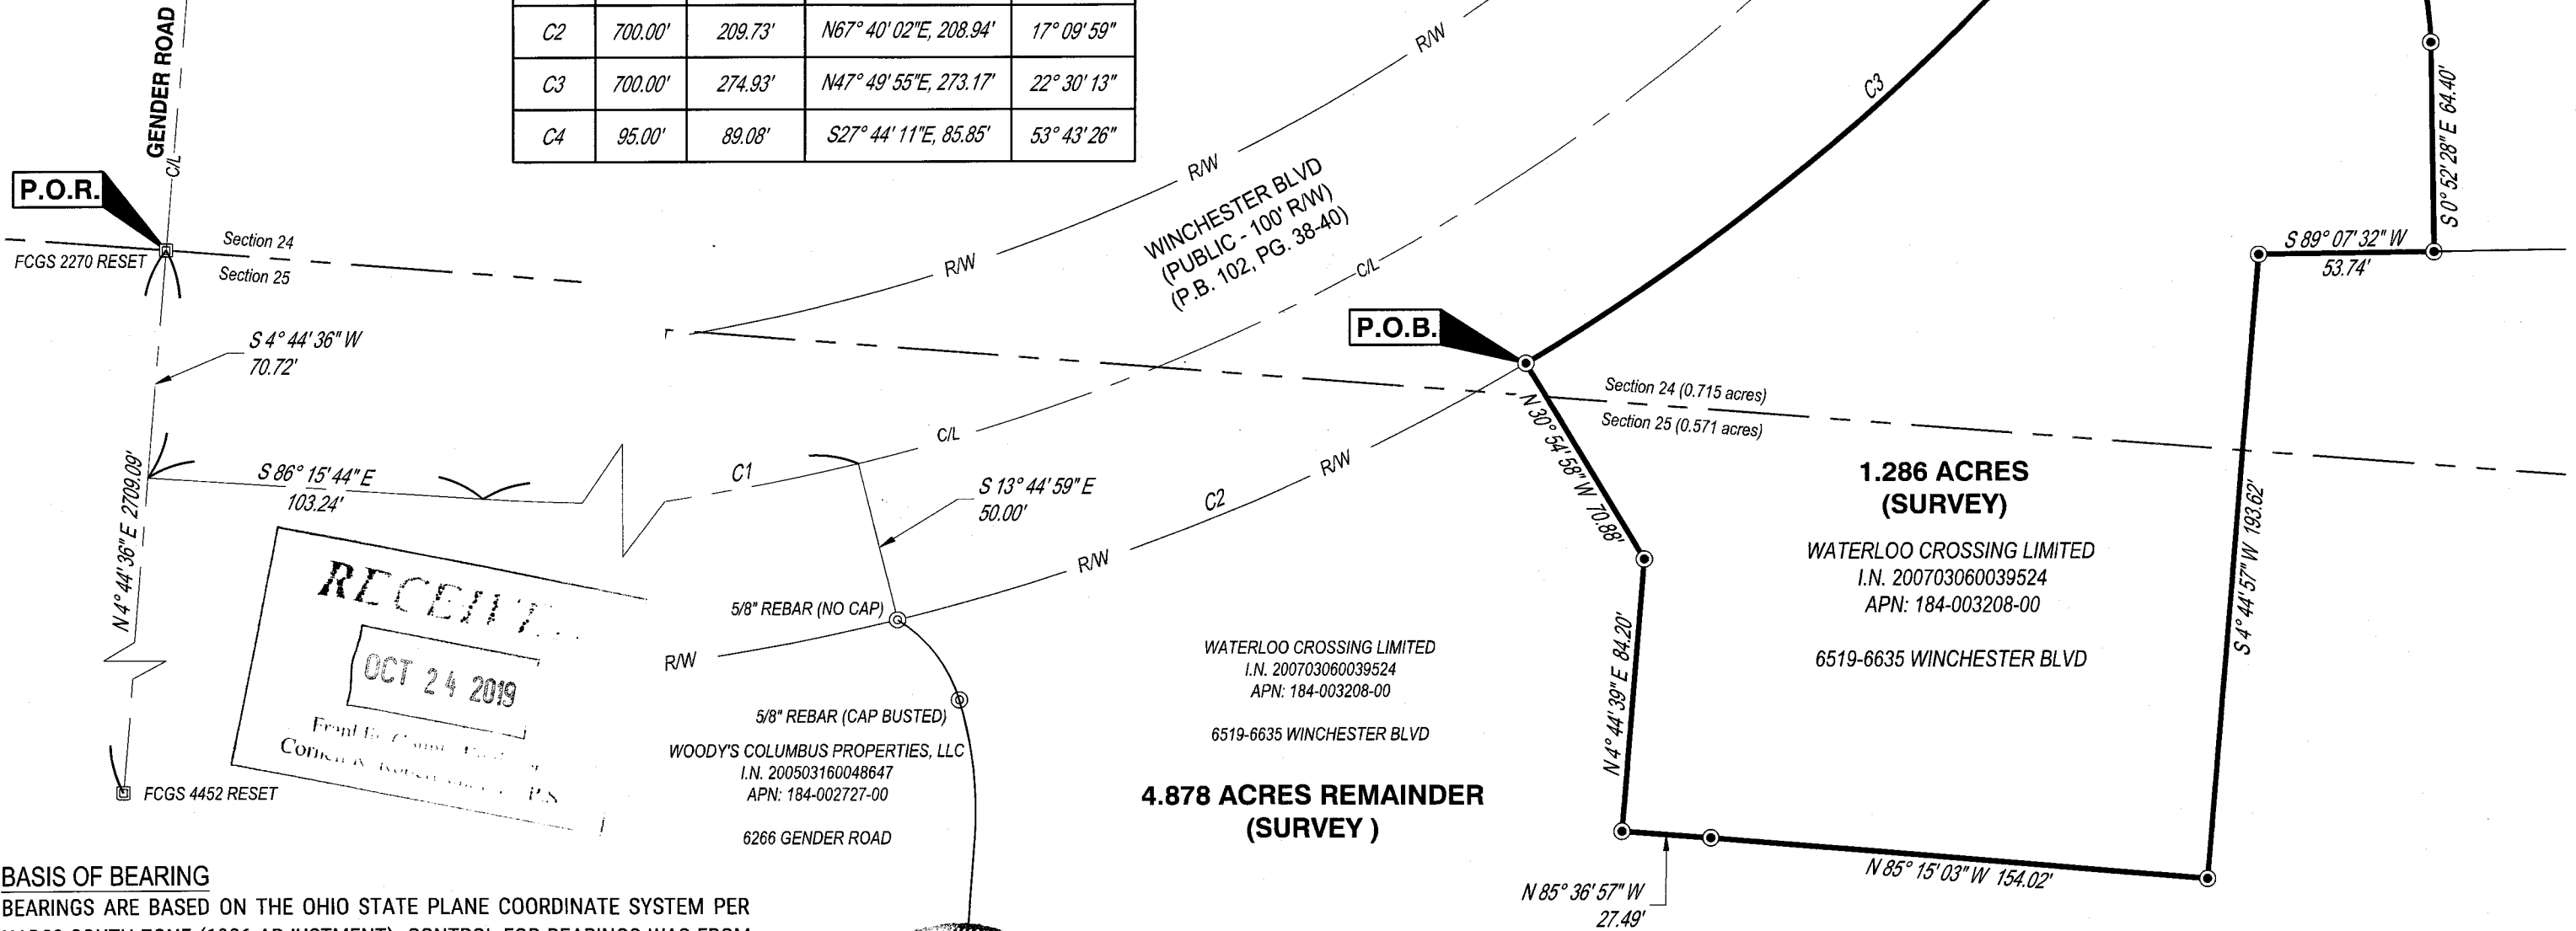 GENDER ROAD
C/L
P.O.R.
FCGS 2270 RESET
Section 24
Section 25
S 4° 44' 36" W
70.72'
N 4° 44' 36" E 2709.09'
S 86° 15' 44" E
103.24'
FCGS 4452 RESET
C2 700.00' 209.73' N67° 40' 02"E, 208.94' 17° 09' 59"
C3 700.00' 274.93' N47° 49' 55"E, 273.17' 22° 30' 13"
C4 95.00' 89.08' S27° 44' 11"E, 85.85' 53° 43' 26"
R/W
R/W
R/W
WINCHESTER BLVD
(PUBLIC - 100' R/W)
(P.B. 102, PG. 38-40)
C/L
C/L
C1
S 13° 44' 59" E
50.00'
C2
R/W
R/W
R/W
5/8" REBAR (NO CAP)
5/8" REBAR (CAP BUSTED)
WOODY'S COLUMBUS PROPERTIES, LLC
I.N. 200503160048647
APN: 184-002727-00
6266 GENDER ROAD
OCT 24 2019
WATERLOO CROSSING LIMITED
I.N. 200703060039524
APN: 184-003208-00
6519-6635 WINCHESTER BLVD
4.878 ACRES REMAINDER
(SURVEY )
P.O.B.
C3
S 0° 52' 28" E 64.40'
S 89° 07' 32" W
53.74'
Section 24 (0.715 acres)
Section 25 (0.571 acres)
N 30° 54' 58" W 70.88'
1.286 ACRES
(SURVEY)
WATERLOO CROSSING LIMITED
I.N. 200703060039524
APN: 184-003208-00
6519-6635 WINCHESTER BLVD
S 4° 44' 57" W 193.62'
N 4° 44' 39" E 84.20'
N 85° 15' 03" W 154.02'
N 85° 36' 57" W
27.49'
BASIS OF BEARING
BEARINGS ARE BASED ON THE OHIO STATE PLANE COORDINATE SYSTEM PER